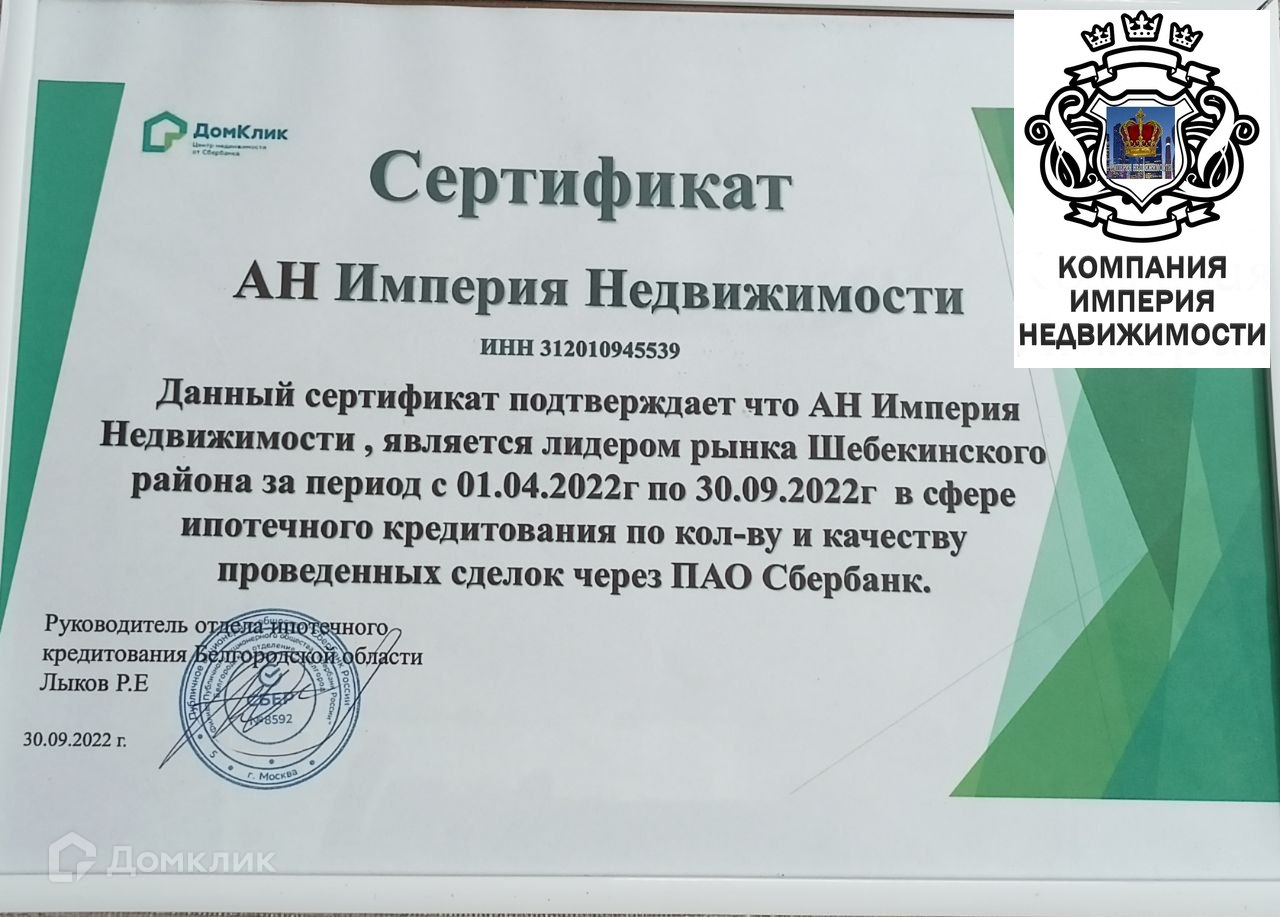 ДомКлик
Центр недвижимости
от Сбербанка
Сертификат
АН Империя Недвижимости
ИНН 312010945539
Данный сертификат подтверждает что АН Империя
Недвижимости , является лидером рынка Шебекинского
района за период с 01.04.2022г по 30.09.2022г в сфере
ипотечного кредитования по кол-ву и качеству
проведенных сделок через ПАО Сбербанк.
Руководитель отдела ипотечного
кредитования Белгородской области
Лыков Р.Е
30.09.2022 г.
СБЕР
№8592
г. Москва
КОМПАНИЯ
ИМПЕРИЯ
НЕДВИЖИМОСТИ
Домклик